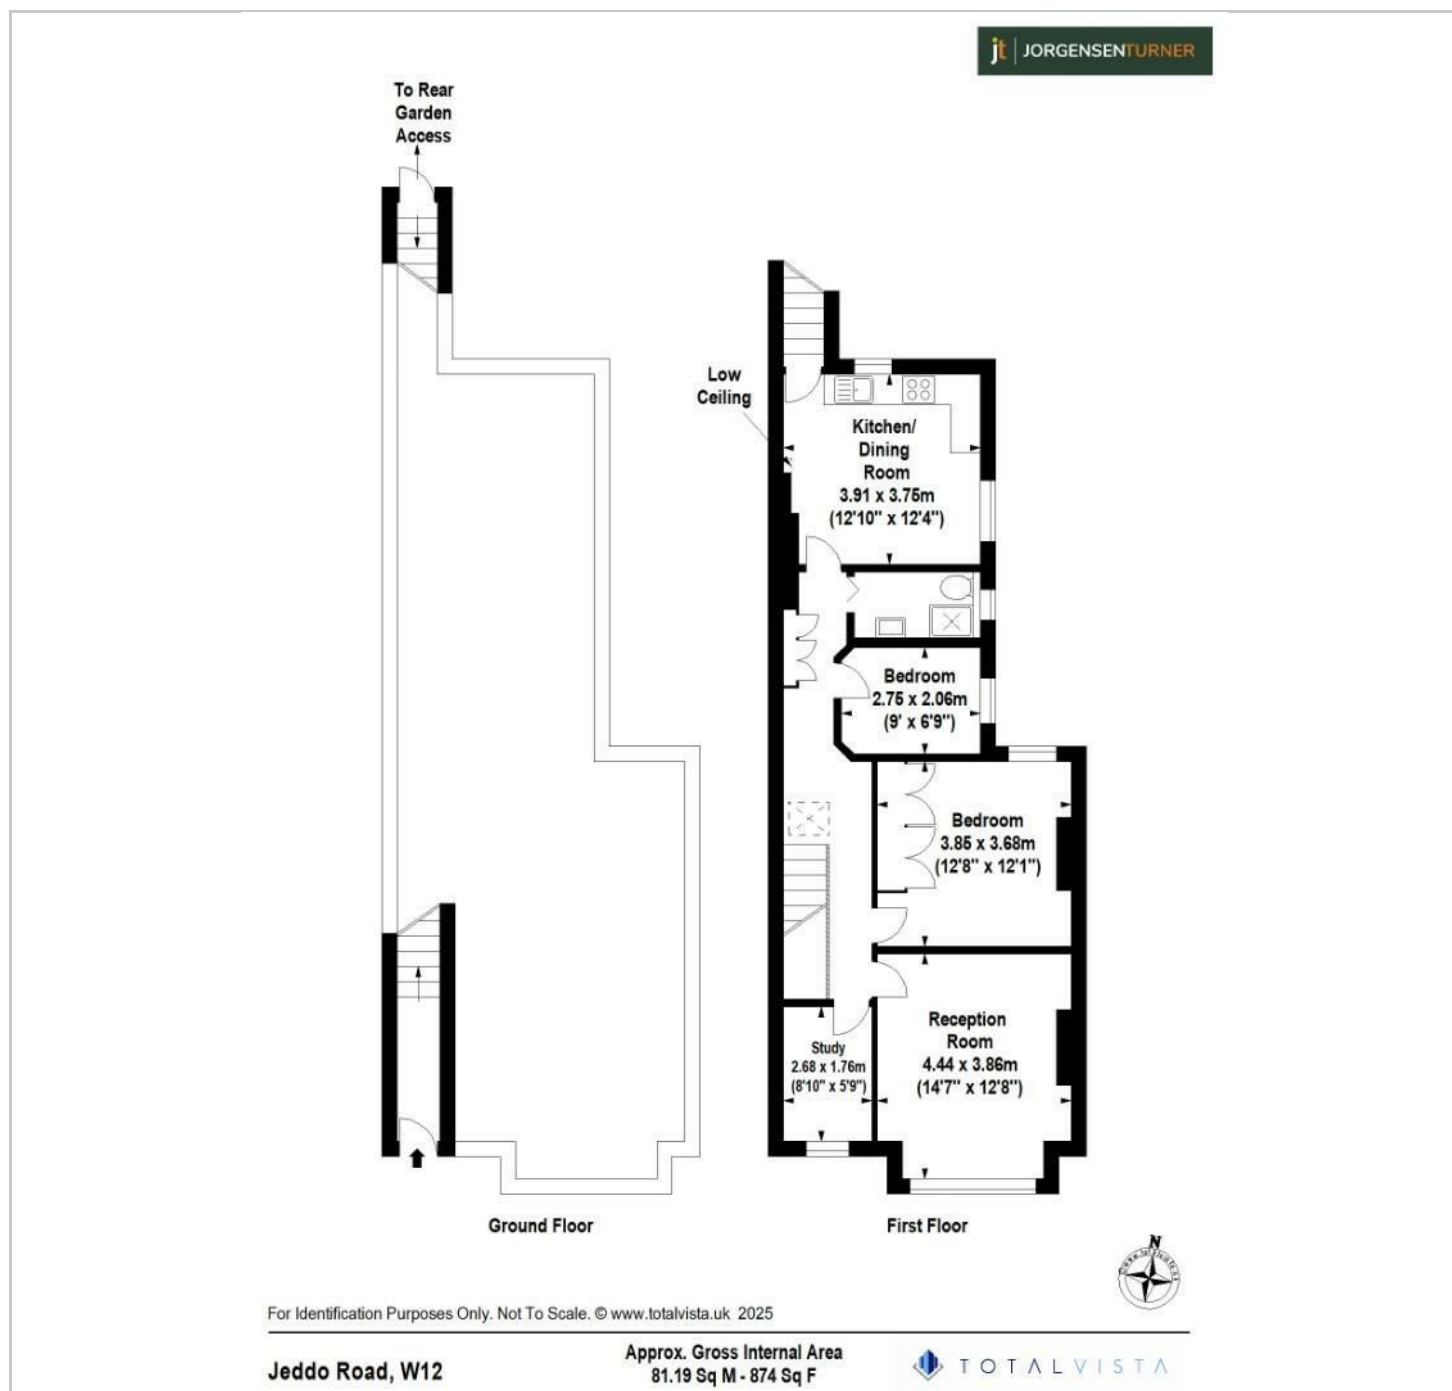 jt JORGENSENTURNER
To Rear
Garden
Access
Low
Ceiling
Kitchen/
Dining
Room
3.91 x 3.75m
(12'10" x 12'4")
Bedroom
2.75 x 2.06m
(9' x 6'9")
Bedroom
3.85 x 3.68m
(12'8" x 12'1")
Reception
Room
4.44 x 3.86m
(14'7" x 12'8")
Study
2.68 x 1.76m
(8'10" x 5'9")
Ground Floor
First Floor
N
For Identification Purposes Only. Not To Scale. © www.totalvista.uk 2025
Jeddo Road, W12
Approx. Gross Internal Area
81.19 Sq M - 874 Sq F
TOTALVISTA